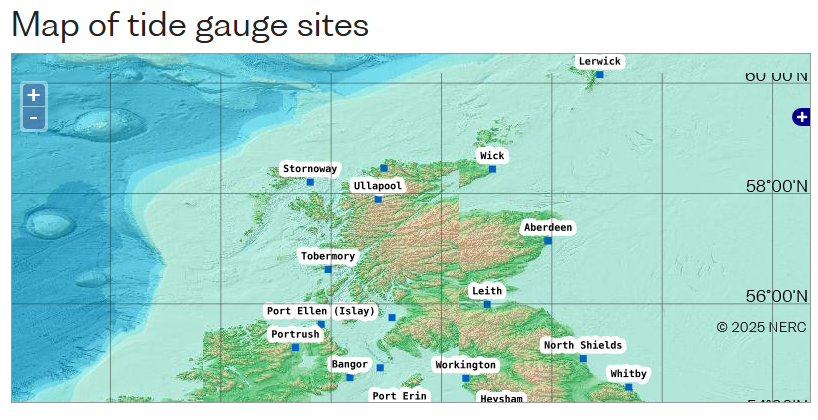 Map of tide gauge sites
Lerwick
60°00'N
+
-
+
Wick
Stornoway
Ullapool
58°00'N
Aberdeen
Tobermory
Leith
56°00'N
Port Ellen (Islay)
© 2025 NERC
Portrush
North Shields
Bangor
Workington
Whitby
Port Erin
Heysham